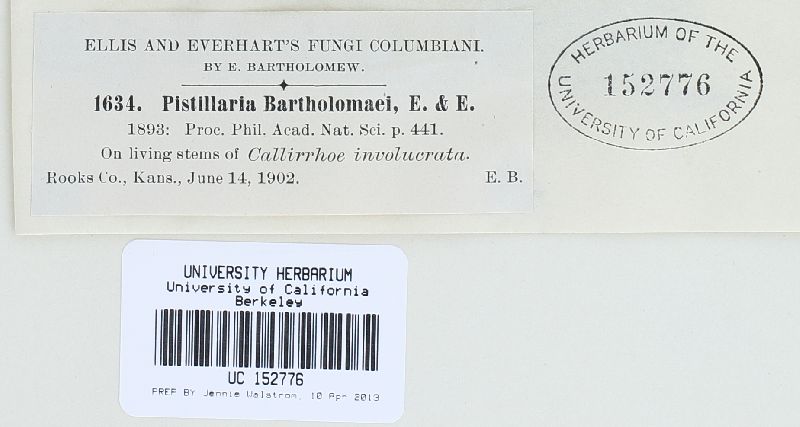 ELLIS AND EVERHART'S FUNGI COLUMBIANI.
BY E. BARTHOLOMEW.
1634. Pistillaria Bartholomaei, E. & E.
1893: Proc. Phil. Acad. Nat. Sci. p. 441.
On living stems of Callirrhoe involucrata.
Rooks Co., Kans., June 14, 1902. E. B.
HERBARIUM OF THE
152776
UNIVERSITY OF CALIFORNIA
UNIVERSITY HERBARIUM
University of California
Berkeley
UC 152776
PREP BY Jennie Walstrom, 10 Apr 2013